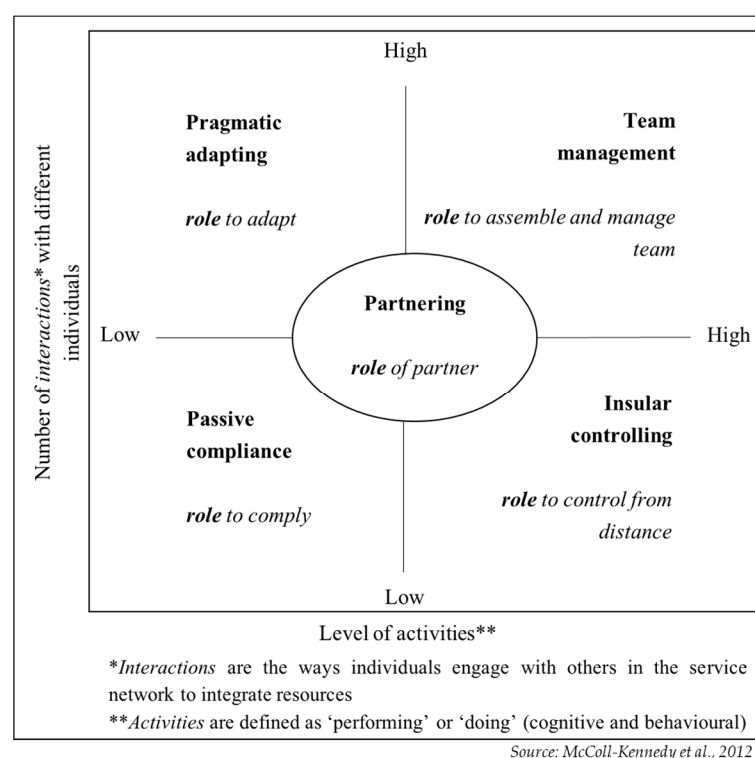 High
Pragmatic
adapting
role to adapt
Team
management
role to assemble and manage
team
Number of interactions* with different
individuals
Partnering
role of partner
Low
High
Passive
compliance
role to comply
Insular
controlling
role to control from
distance
Low
Level of activities**
*Interactions are the ways individuals engage with others in the service
network to integrate resources
**Activities are defined as ‘performing’ or ‘doing’ (cognitive and behavioural)
Source: McColl-Kennedy et al., 2012